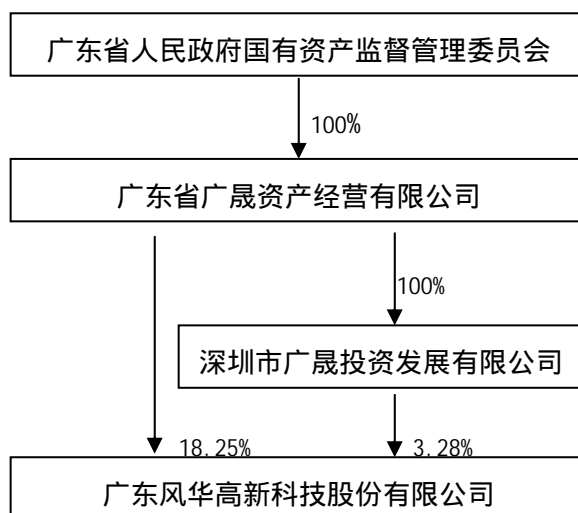 广东省人民政府国有资产监督管理委员会
100%
广东省广晟资产经营有限公司
100%
深圳市广晟投资发展有限公司
18.25%
3.28%
广东风华高新科技股份有限公司